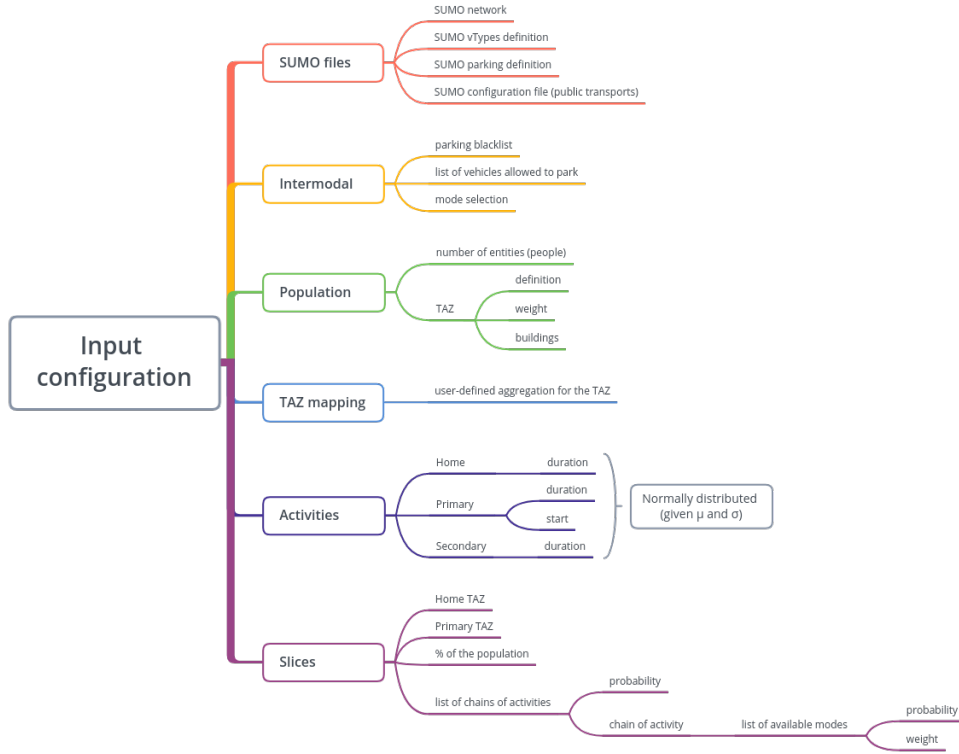 Input
configuration
SUMO files
SUMO network
SUMO vTypes definition
SUMO parking definition
SUMO configuration file (public transports)
Intermodal
parking blacklist
list of vehicles allowed to park
mode selection
Population
number of entities (people)
TAZ
definition
weight
buildings
TAZ mapping
user-defined aggregation for the TAZ
Activities
Home
duration
Primary
duration
start
Secondary
duration
Normally distributed
(given μ and σ)
Slices
Home TAZ
Primary TAZ
% of the population
list of chains of activities
probability
chain of activity
list of available modes
probability
weight